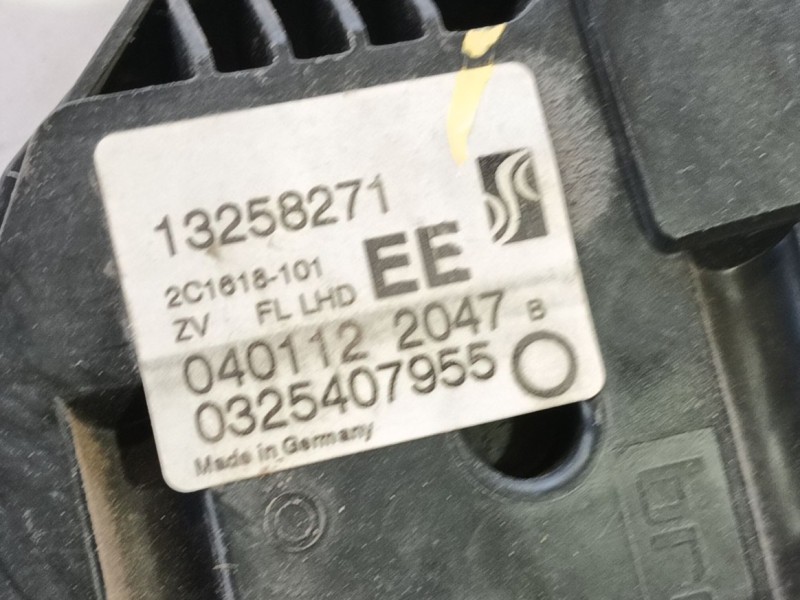 13258271
2C1618-101 EE
ZV FL LHD
040112 2047 B
0325407955
Made in Germany